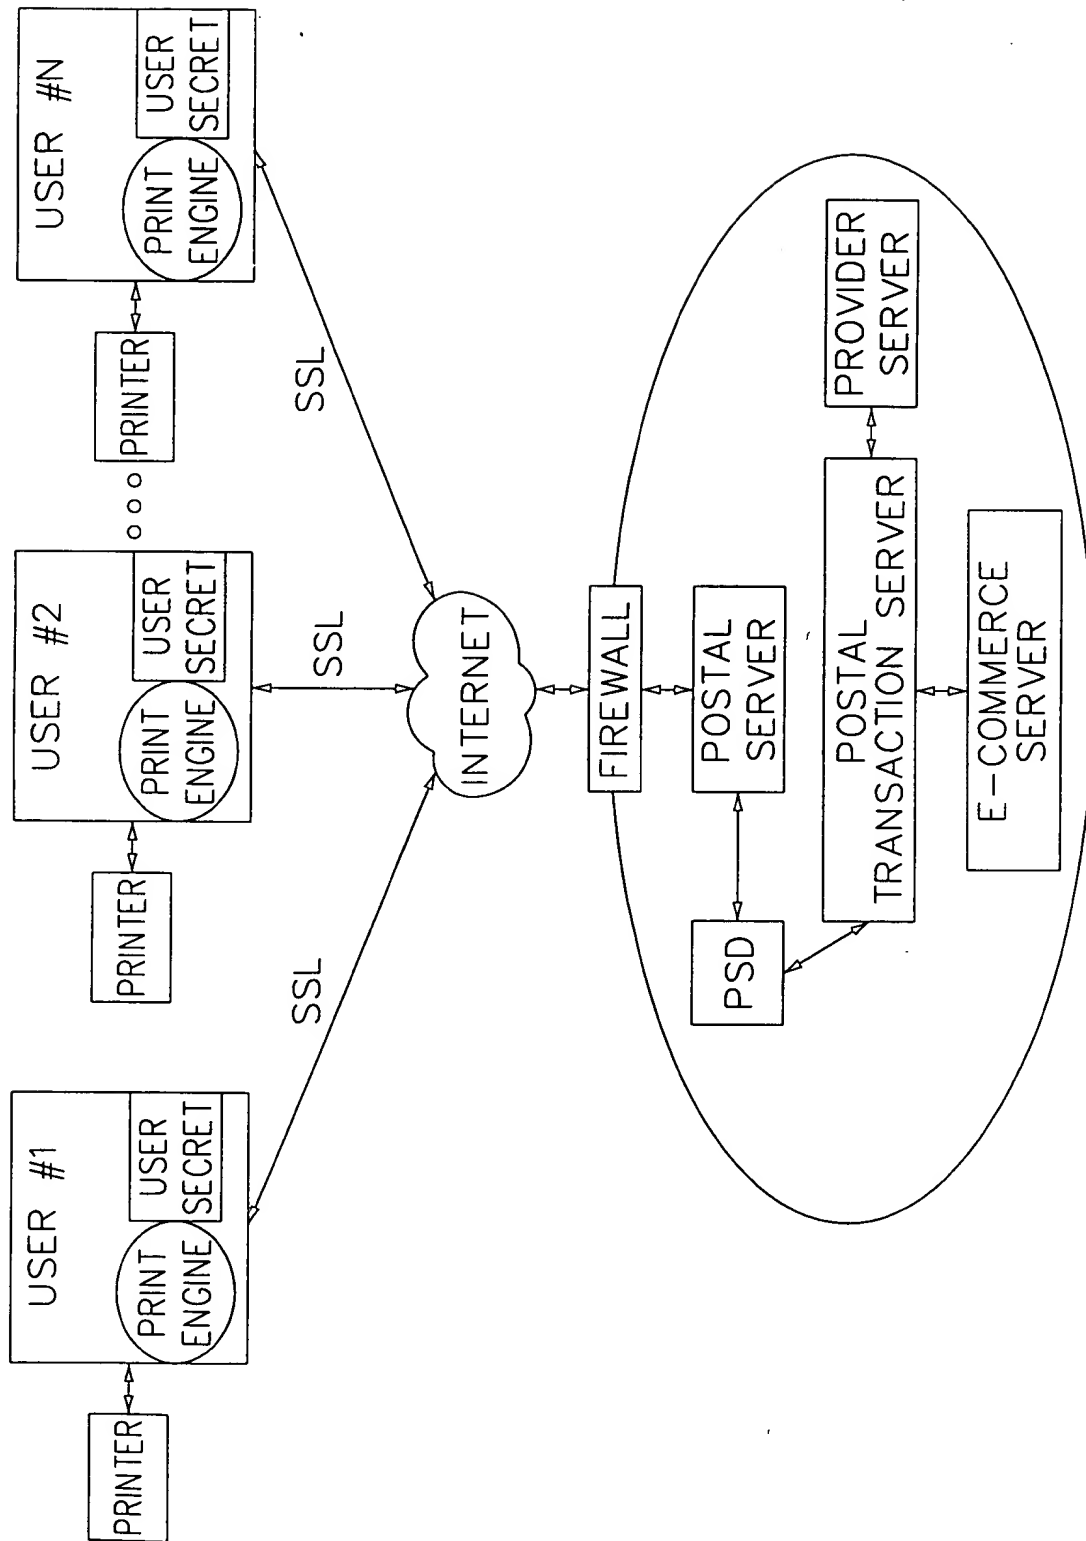 USER #1
PRINT
ENGINE
USER
SECRET
PRINTER
USER #2
PRINT
ENGINE
USER
SECRET
PRINTER
USER #N
PRINT
ENGINE
USER
SECRET
PRINTER
SSL
SSL
SSL
INTERNET
FIREWALL
PSD
POSTAL
SERVER
POSTAL
TRANSACTION SERVER
PROVIDER
SERVER
E-COMMERCE
SERVER